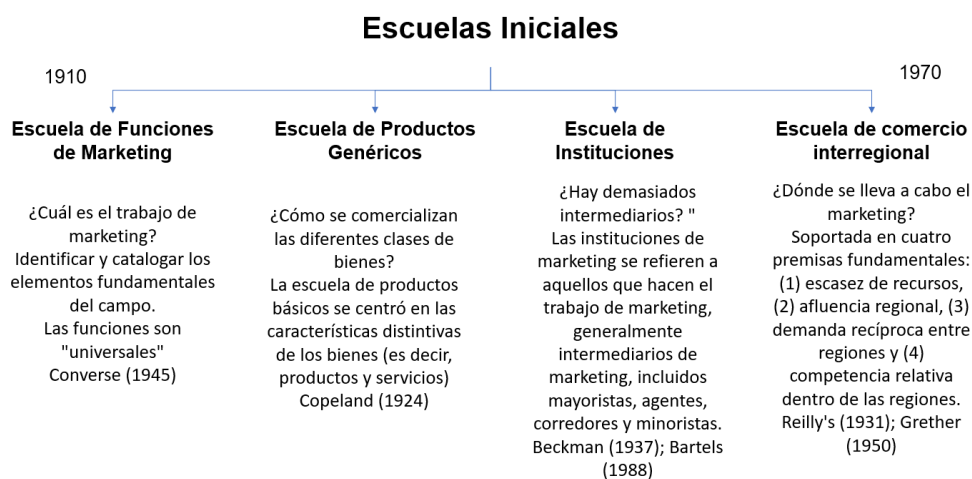 Escuelas Iniciales
1910
1970
Escuela de Funciones
de Marketing
¿Cuál es el trabajo de
marketing?
Identificar y catalogar los
elementos fundamentales
del campo.
Las funciones son
"universales"
Converse (1945)
Escuela de Productos
Genéricos
¿Cómo se comercializan
las diferentes clases de
bienes?
La escuela de productos
básicos se centró en las
características distintivas
de los bienes (es decir,
productos y servicios)
Copeland (1924)
Escuela de
Instituciones
¿Hay demasiados
intermediarios? "
Las instituciones de
marketing se refieren a
aquellos que hacen el
trabajo de marketing,
generalmente
intermediarios de
marketing, incluidos
mayoristas, agentes,
corredores y minoristas.
Beckman (1937); Bartels
(1988)
Escuela de comercio
interregional
¿Dónde se lleva a cabo el
marketing?
Soportada en cuatro
premisas fundamentales:
(1) escasez de recursos,
(2) afluencia regional, (3)
demanda recíproca entre
regiones y (4)
competencia relativa
dentro de las regiones.
Reilly's (1931); Grether
(1950)